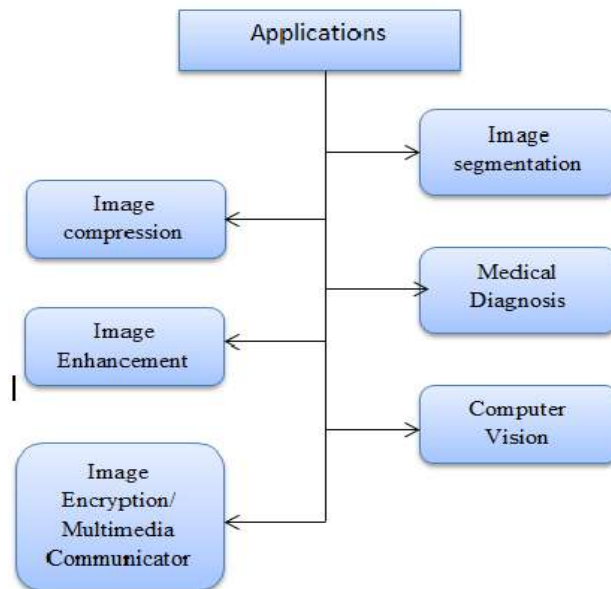 Applications
Image
segmentation
Image
compression
Medical
Diagnosis
Image
Enhancement
Computer
Vision
Image
Encryption/
Multimedia
Communicator